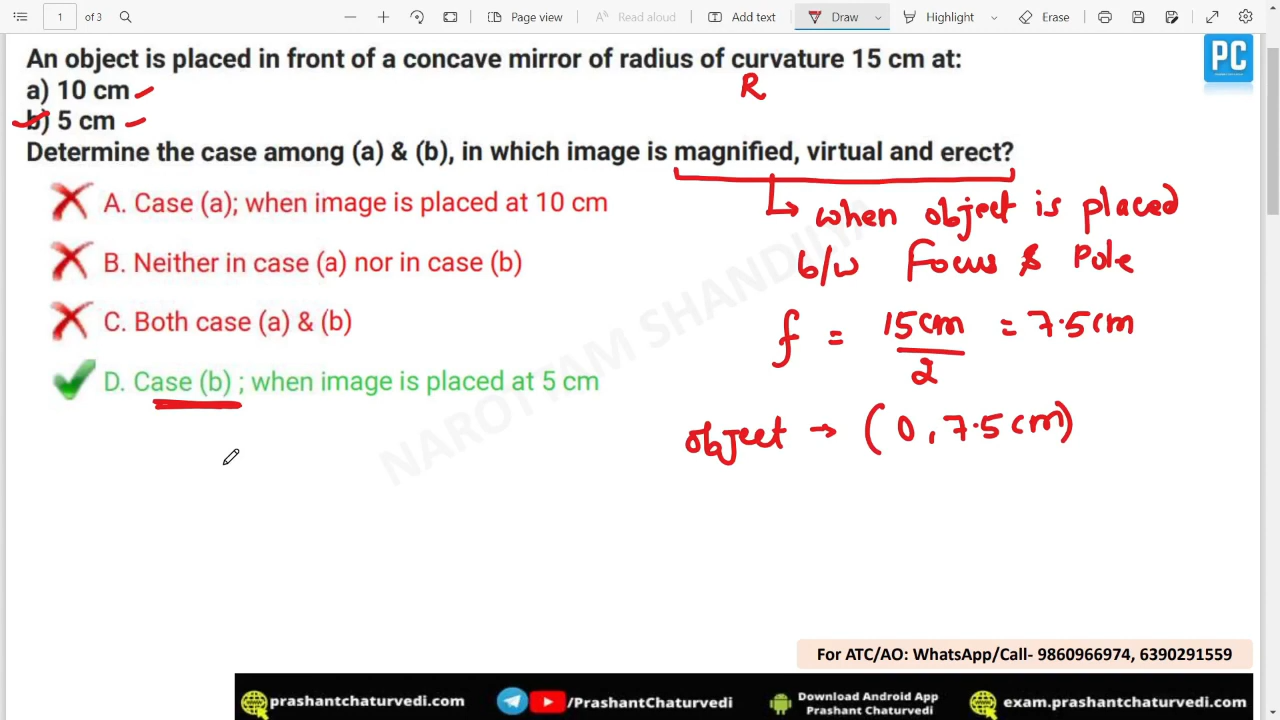 1 of 3 Page view Read aloud Add text Draw Highlight Erase
An object is placed in front of a concave mirror of radius of curvature 15 cm at:
PC
R
a) 10 cm
b) 5 cm
Determine the case among (a) & (b), in which image is magnified, virtual and erect?
A. Case (a); when image is placed at 10 cm
B. Neither in case (a) nor in case (b)
C. Both case (a) & (b)
D. Case (b) ; when image is placed at 5 cm
when object is placed
b/w Focus & Pole
f = 15cm/2 = 7.5cm
object → (0, 7.5cm)
NAROTTAM SHANDILYA
For ATC/AO: WhatsApp/Call- 9860966974, 6390291559
prashantchaturvedi.com /PrashantChaturvedi Download Android App exam.prashantchaturvedi.com
Prashant Chaturvedi